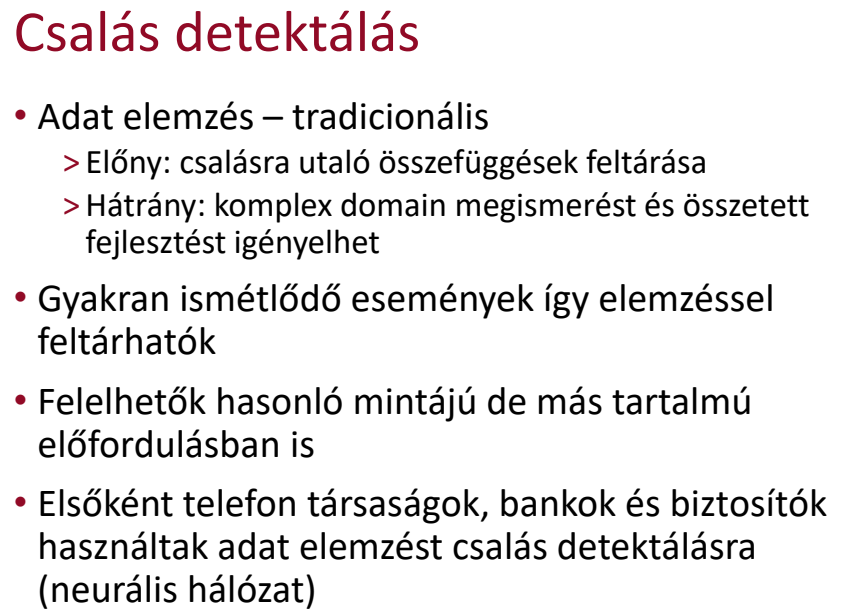 Csalás detektálás
• Adat elemzés – tradicionális
> Előny: csalásra utaló összefüggések feltárása
> Hátrány: komplex domain megismerést és összetett
fejlesztést igényelhet
• Gyakran ismétlődő események így elemzéssel
feltárhatók
• Felelhetők hasonló mintájú de más tartalmú
előfordulásban is
• Elsőként telefon társaságok, bankok és biztosítók
használtak adat elemzést csalás detektálásra
(neurális hálózat)